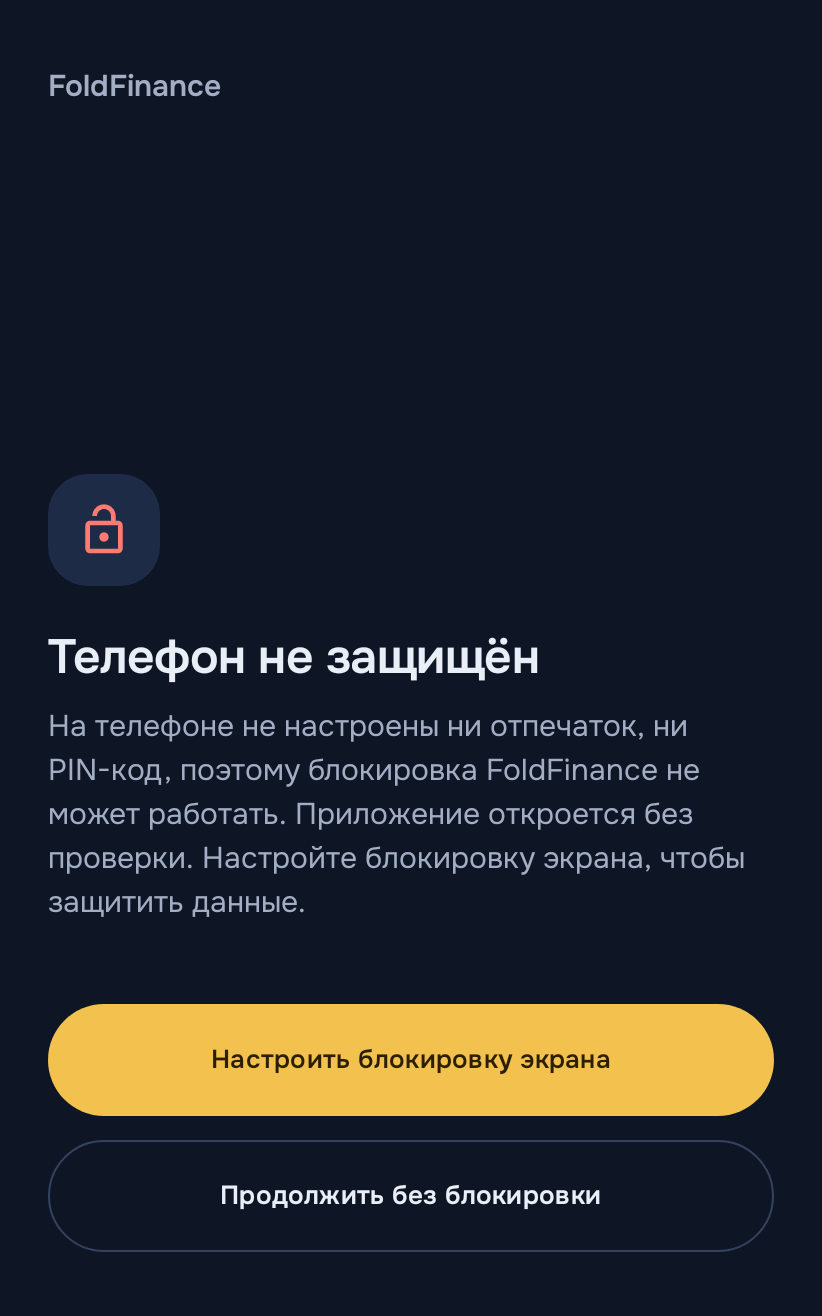 FoldFinance
Телефон не защищён
На телефоне не настроены ни отпечаток, ни
PIN-код, поэтому блокировка FoldFinance не
может работать. Приложение откроется без
проверки. Настройте блокировку экрана, чтобы
защитить данные.
Настроить блокировку экрана
Продолжить без блокировки